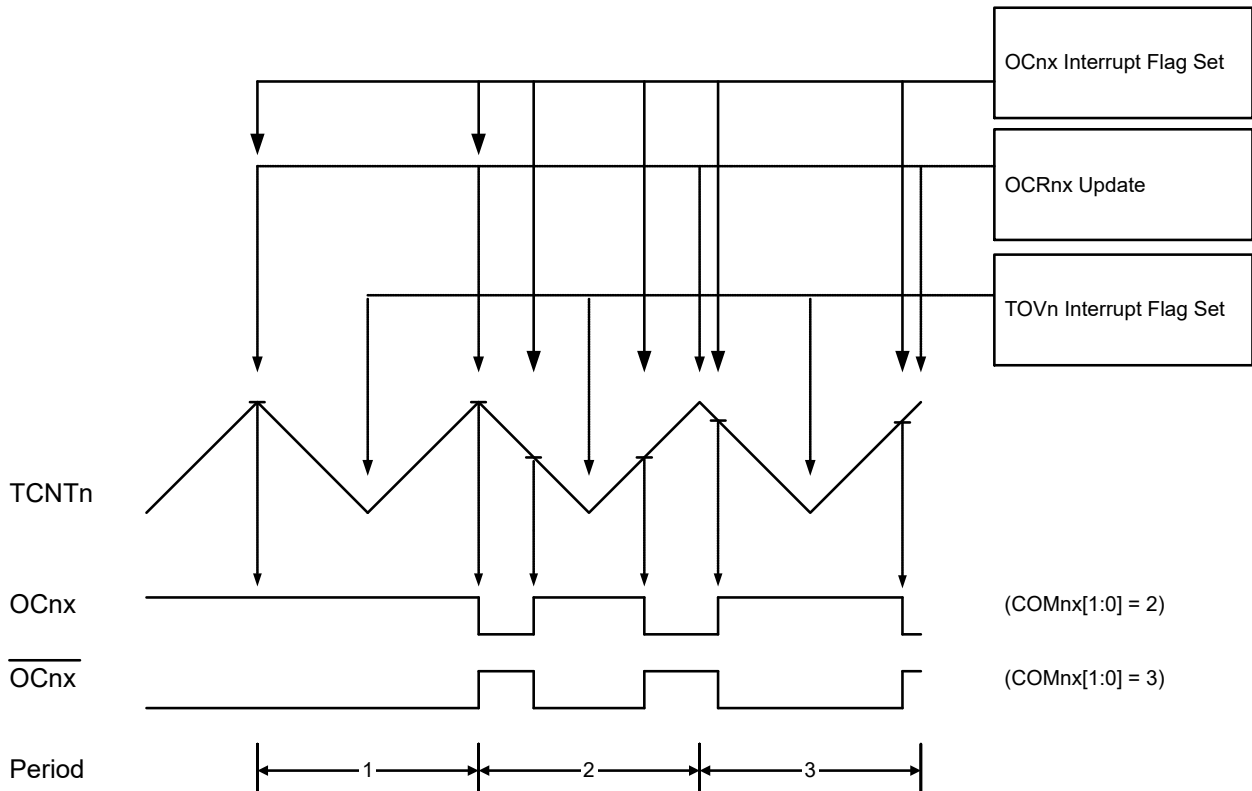 OCnx Interrupt Flag Set
OCRnx Update
TOVn Interrupt Flag Set
TCNTn
OCnx
(COMnx[1:0] = 2)
OCnx
(COMnx[1:0] = 3)
Period
1
2
3